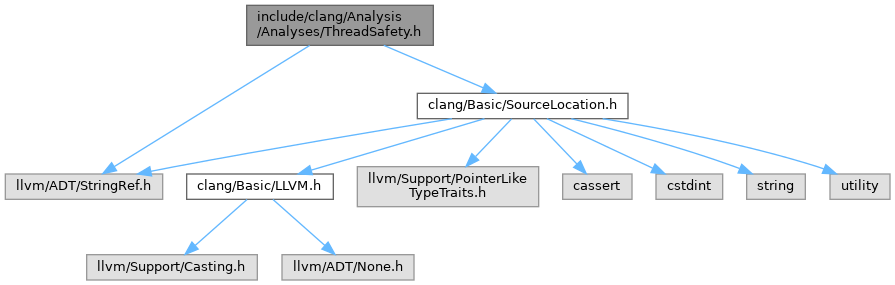 include/clang/Analysis
/Analyses/ThreadSafety.h
clang/Basic/SourceLocation.h
llvm/ADT/StringRef.h
clang/Basic/LLVM.h
llvm/Support/PointerLike
TypeTraits.h
cassert
cstdint
string
utility
llvm/Support/Casting.h
llvm/ADT/None.h